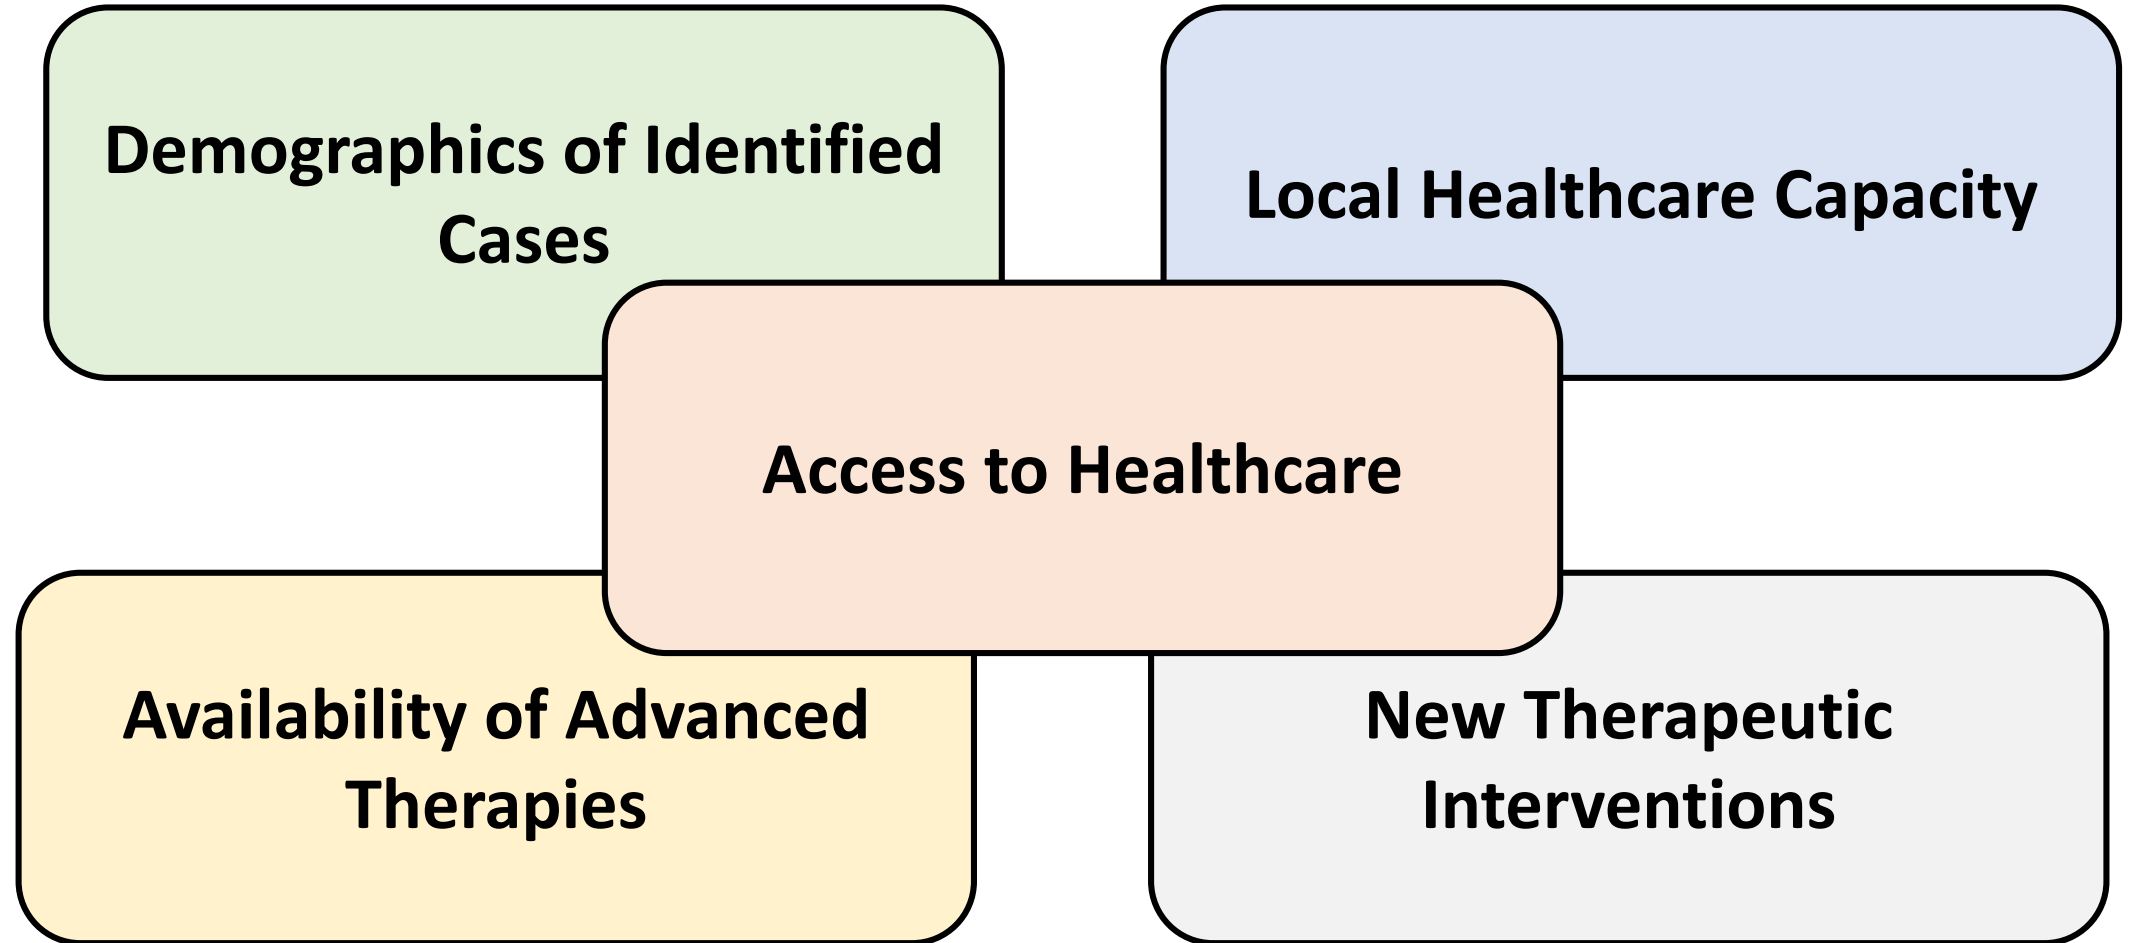 Demographics of Identified
Cases
Local Healthcare Capacity
Access to Healthcare
Availability of Advanced
Therapies
New Therapeutic
Interventions